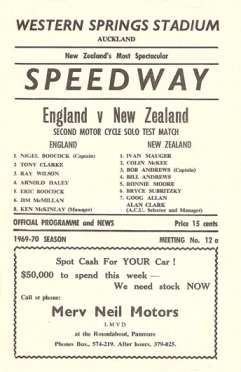 WESTERN SPRINGS STADIUM
AUCKLAND
New Zealand's Most Spectacular
SPEEDWAY
England v New Zealand
SECOND MOTOR CYCLE SOLO TEST MATCH
ENGLAND
1. NIGEL BOOCOCK (Captain)
2. TONY CLARKE
3. RAY WILSON
4. ARNOLD HALEY
5. ERIC BOOCOCK
6. JIM McMILLAN
8. KEN McKINLAY (Manager)
NEW ZEALAND
1. IVAN MAUGER
2. COLIN McKEE
3. BOB ANDREWS (Captain)
4. BILL ANDREWS
5. RONNIE MOORE
6. BRYCE SUBRITZKY
7. GOOG ALLAN
ALAN CLARK
(A.C.U. Selector and Manager)
OFFICIAL PROGRAMME and NEWS Price 15 cents
1969-70 SEASON MEETING No. 12 a
Spot Cash For YOUR Car !
$50,000 to spend this week —
We need stock NOW
Call or phone:
Merv Neil Motors
LMVD
at the Roundabout, Panmure
Phones Bus., 574-219. After hours, 379-025.